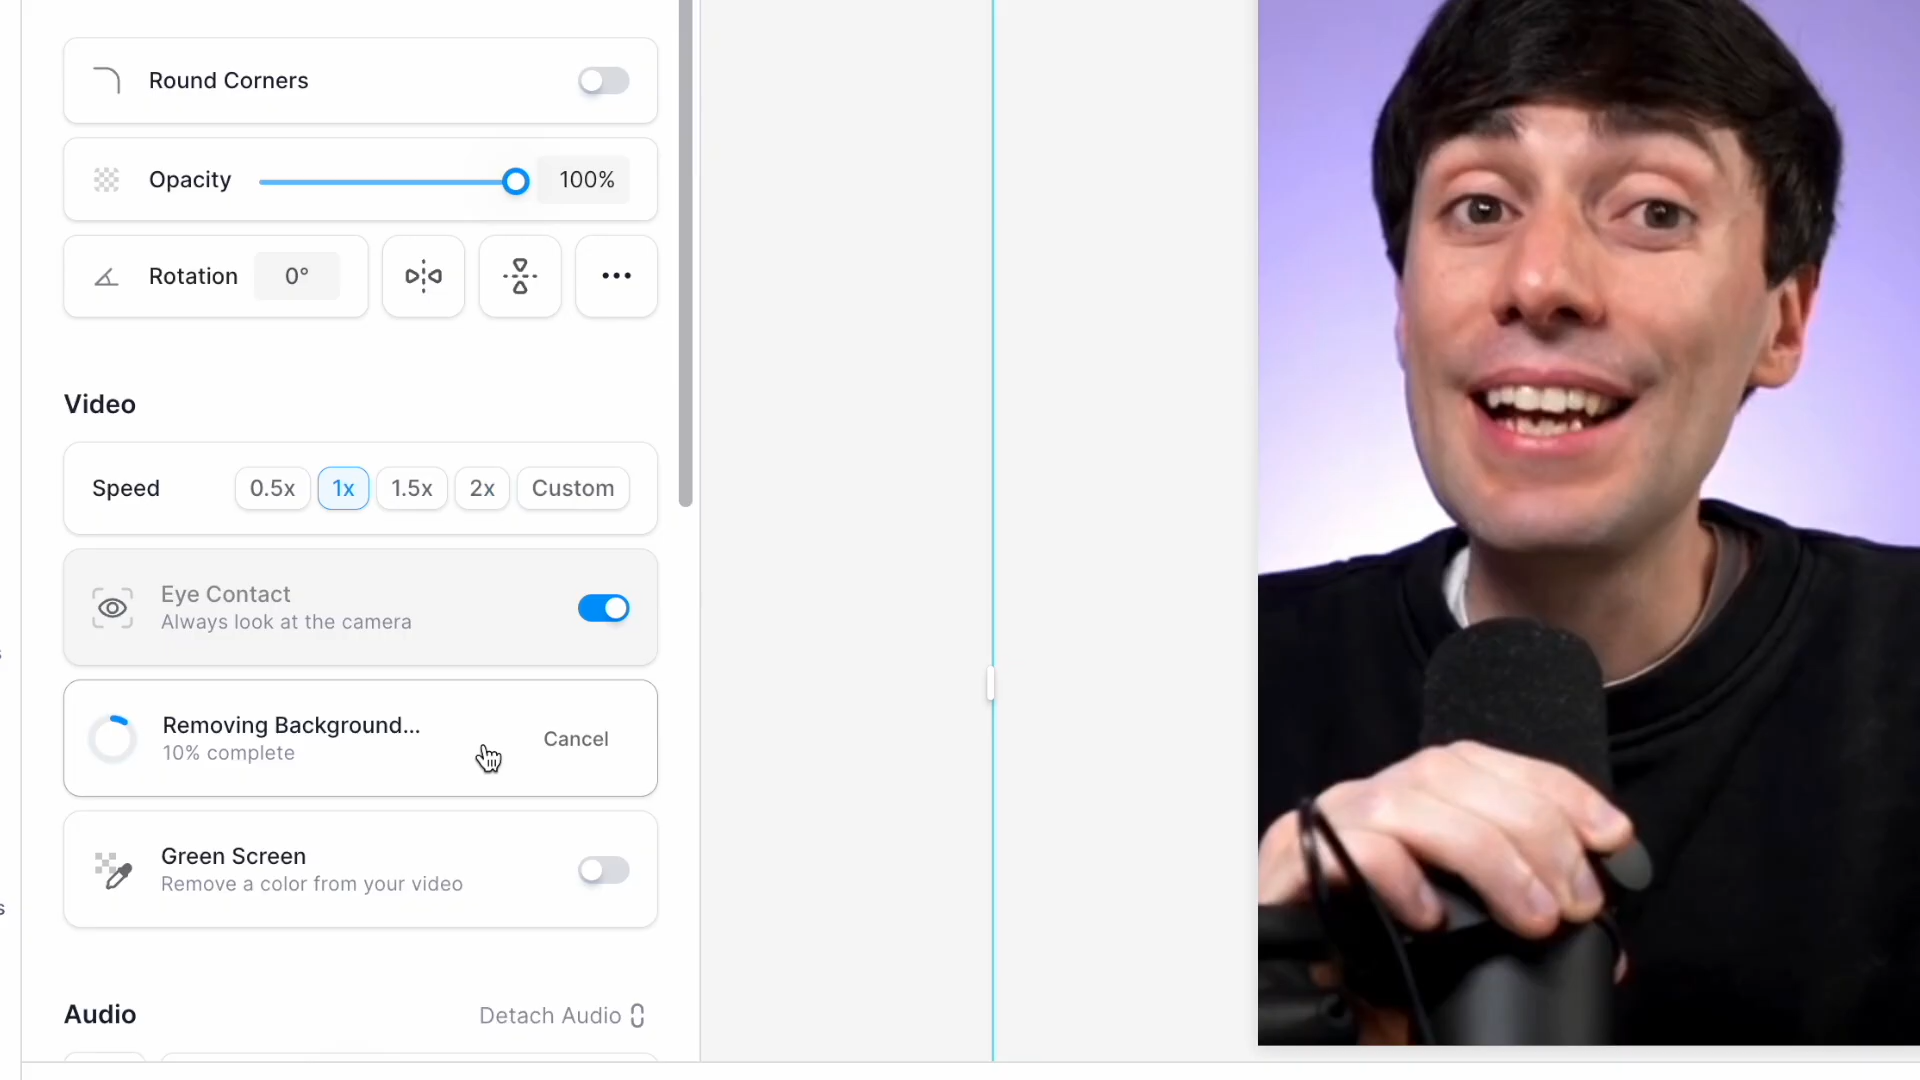 Round Corners
Opacity 100%
Rotation 0°
Video
Speed 0.5x 1x 1.5x 2x Custom
Eye Contact
Always look at the camera
Removing Background...
10% complete
Cancel
Green Screen
Remove a color from your video
Audio Detach Audio
s